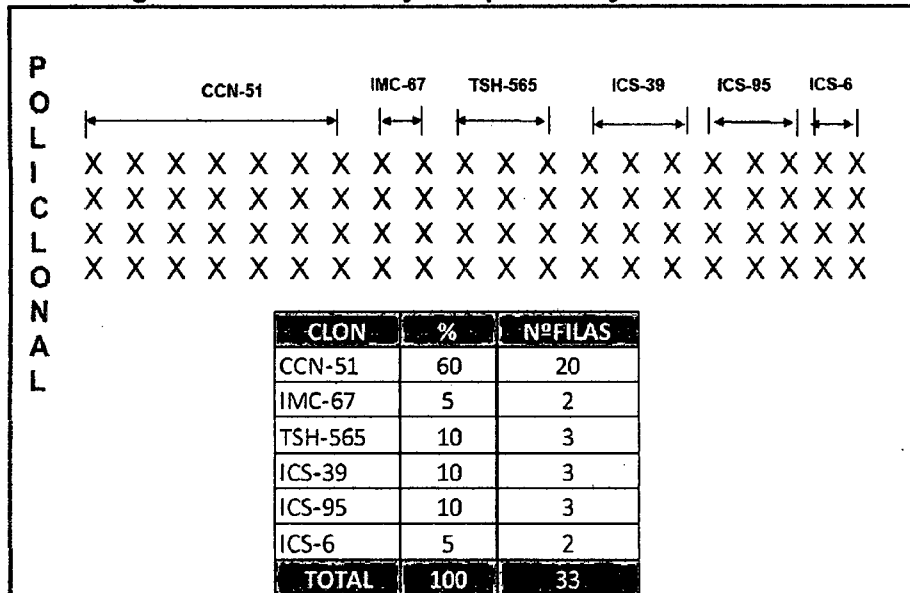 POLICLONAL
CCN-51 IMC-67 TSH-565 ICS-39 ICS-95 ICS-6
X X X X X X X X X X X X X X X X X X X X
X X X X X X X X X X X X X X X X X X X X
X X X X X X X X X X X X X X X X X X X X
X X X X X X X X X X X X X X X X X X X X
CLON % NºFILAS
CCN-51 60 20
IMC-67 5 2
TSH-565 10 3
ICS-39 10 3
ICS-95 10 3
ICS-6 5 2
TOTAL 100 33